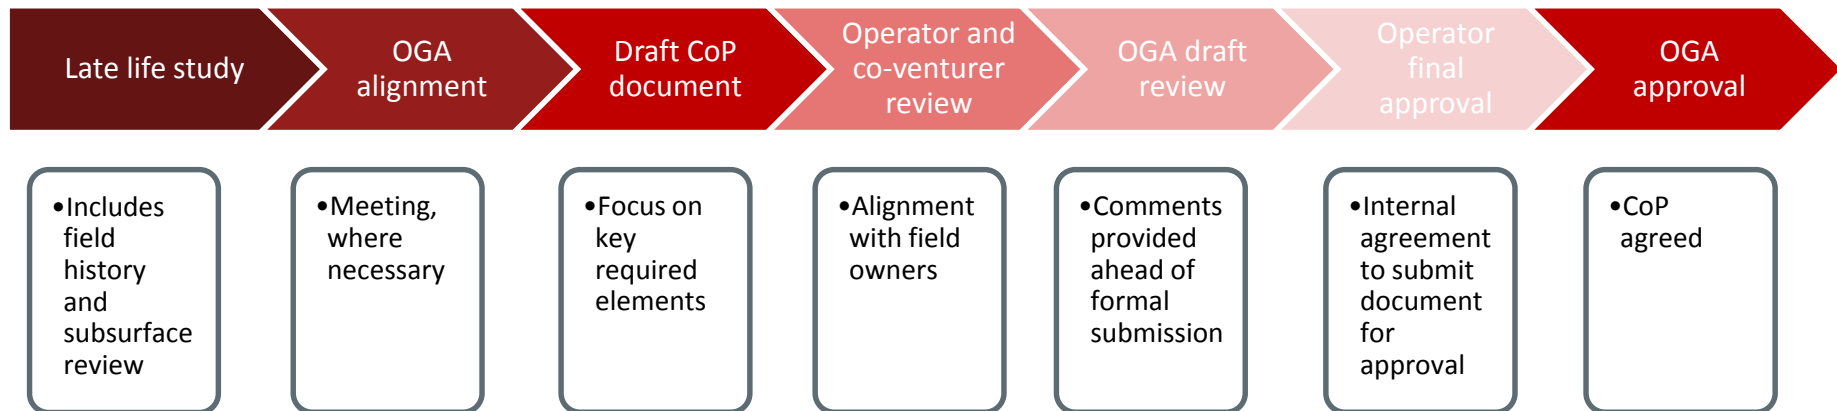 Late life study
OGA
alignment
Draft CoP
document
Operator and
co-venturer
review
OGA draft
review
Operator
final
approval
OGA
approval
•Includes
field
history
and
subsurface
review
•Meeting,
where
necessary
•Focus on
key
required
elements
•Alignment
with field
owners
•Comments
provided
ahead of
formal
submission
•Internal
agreement
to submit
document
for
approval
•CoP
agreed